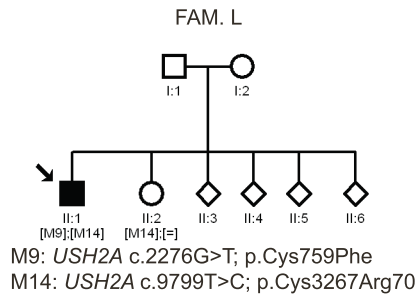 FAM. L
I:1 I:2
II:1 II:2 II:3 II:4 II:5 II:6
[M9];[M14] [M14];[=]
M9: USH2A c.2276G>T; p.Cys759Phe
M14: USH2A c.9799T>C; p.Cys3267Arg70